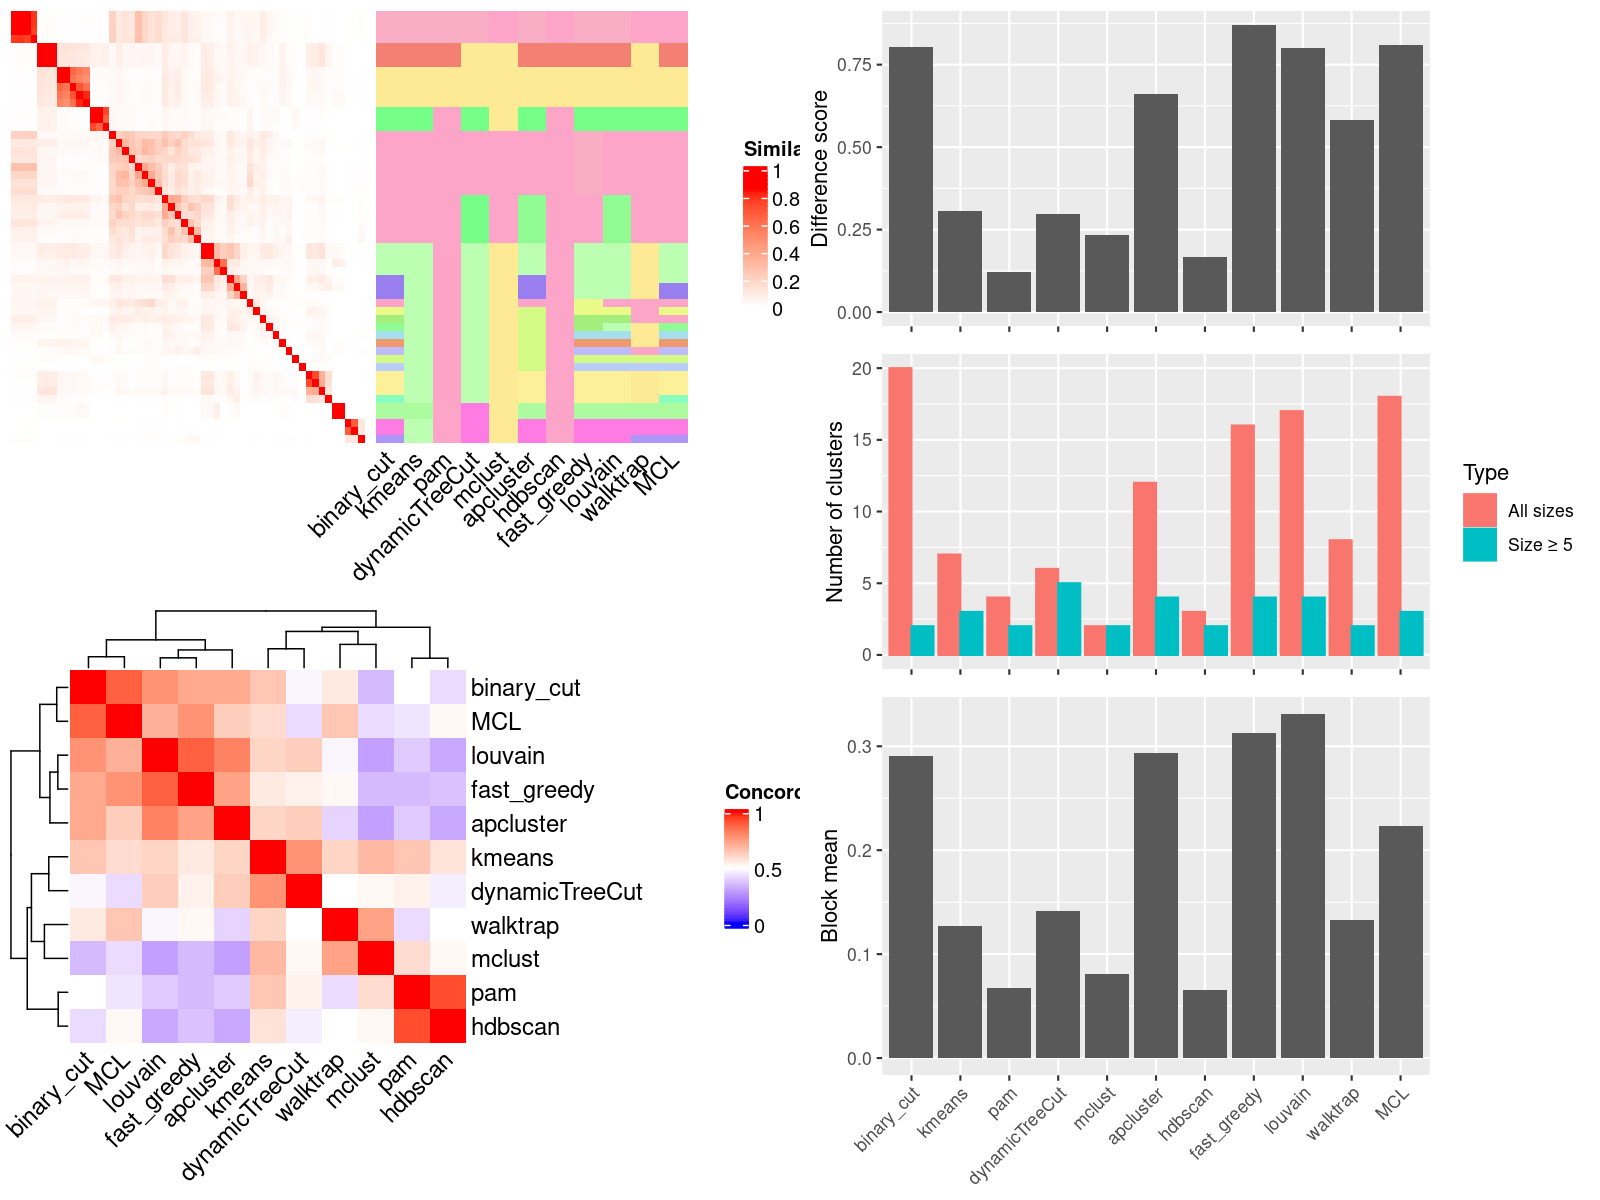 Simila
1
0.8
0.6
0.4
0.2
0
binary_cut
kmeans
pam
dynamicTreeCut
mclust
apcluster
hdbscan
fast_greedy
louvain
walktrap
MCL
binary_cut
MCL
louvain
fast_greedy
apcluster
kmeans
dynamicTreeCut
walktrap
mclust
pam
hdbscan
binary_cut
MCL
louvain
fast_greedy
apcluster
kmeans
dynamicTreeCut
walktrap
mclust
pam
hdbscan
Concord
1
0.5
0
Difference score
0.75
0.50
0.25
0.00
Number of clusters
20
15
10
5
0
Type
All sizes
Size ≥ 5
Block mean
0.3
0.2
0.1
0.0
binary_cut
kmeans
pam
dynamicTreeCut
mclust
apcluster
hdbscan
fast_greedy
louvain
walktrap
MCL